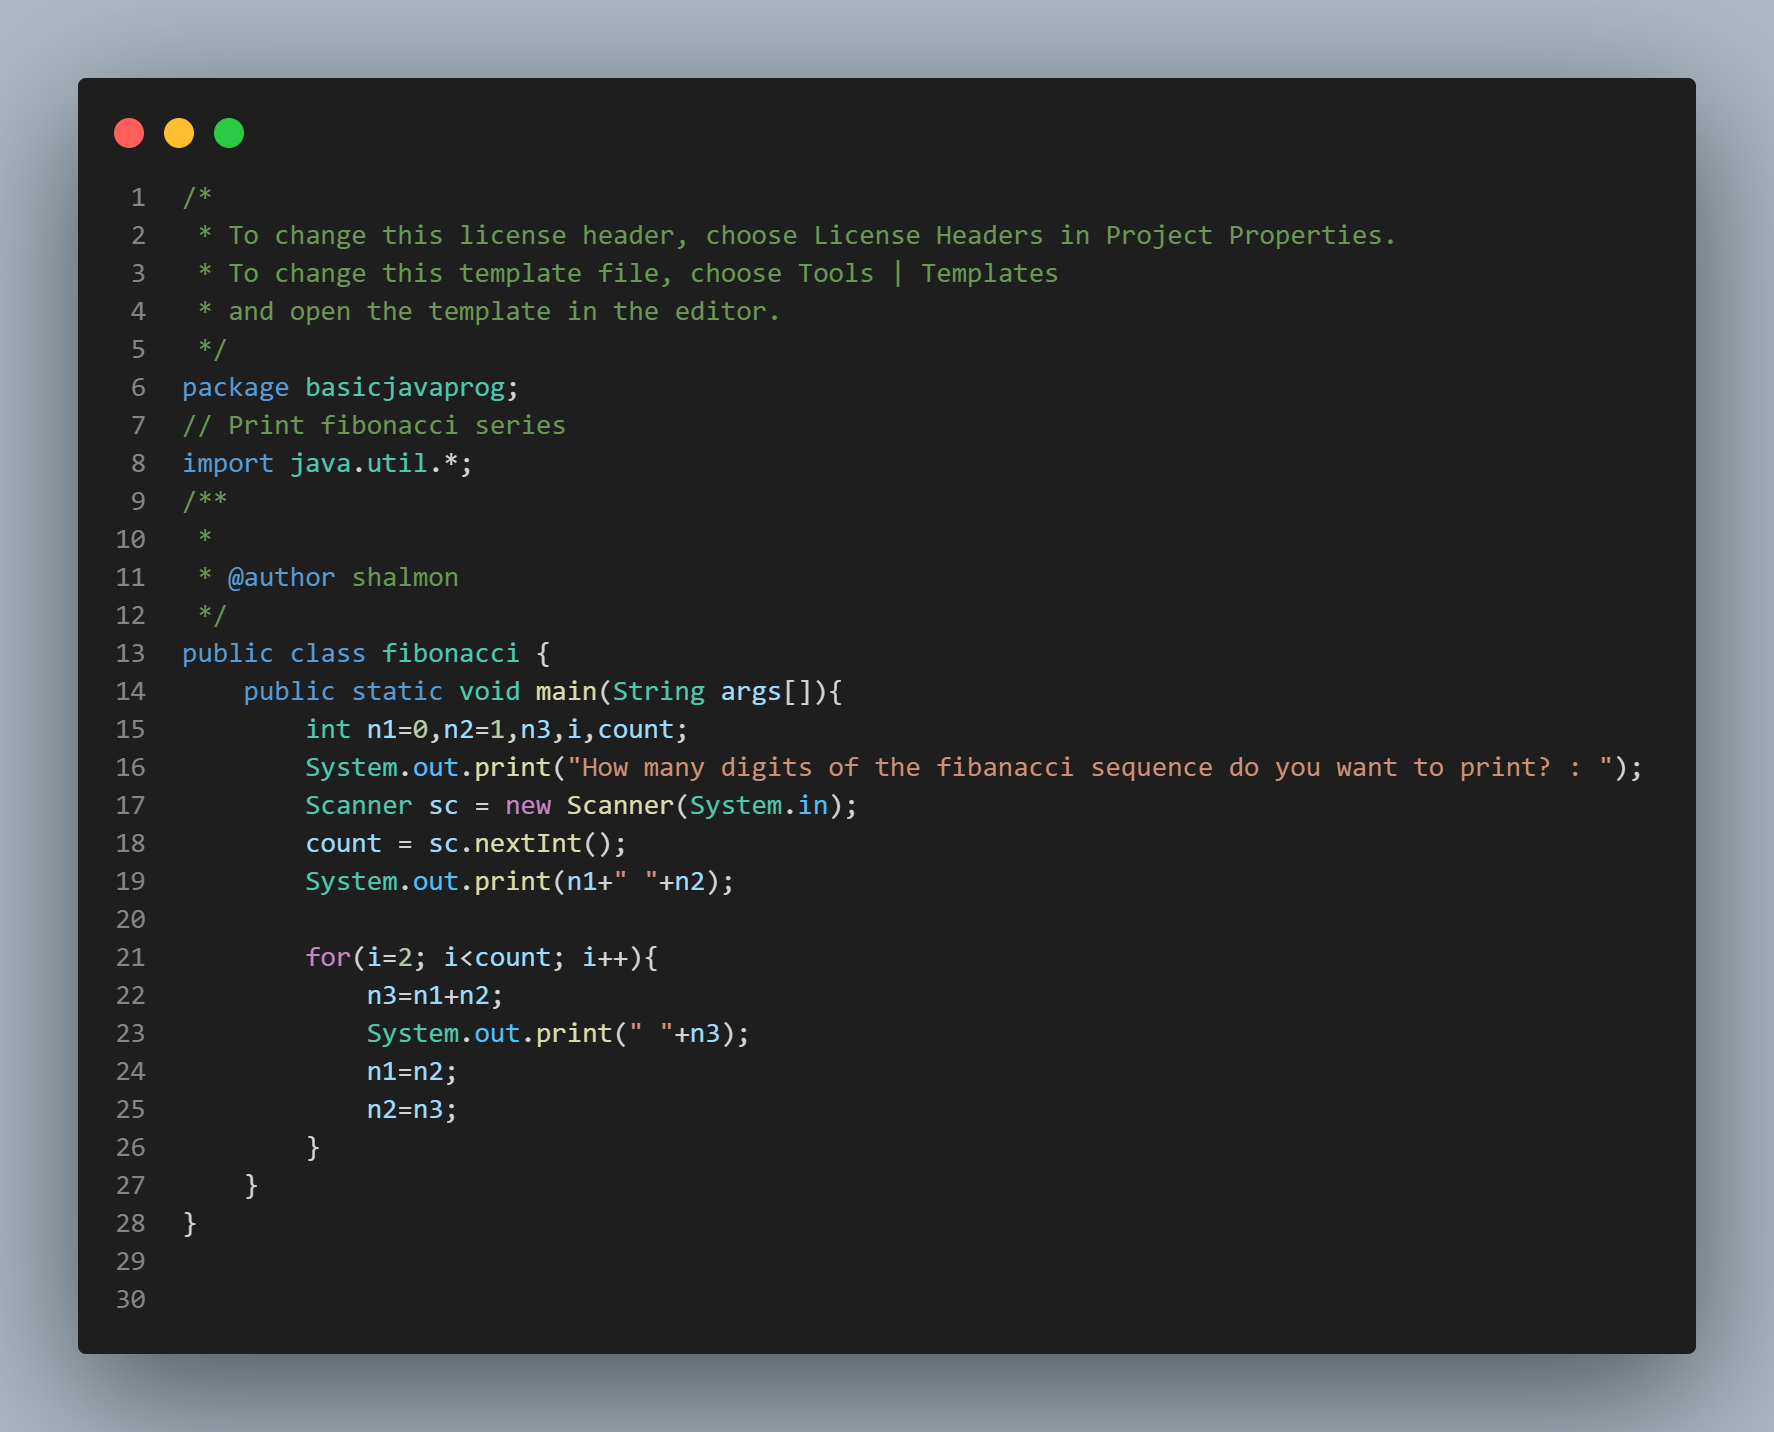 1 /*
2  * To change this license header, choose License Headers in Project Properties.
3  * To change this template file, choose Tools | Templates
4  * and open the template in the editor.
5  */
6 package basicjavaprog;
7 // Print fibonacci series
8 import java.util.*;
9 /**
10  *
11  * @author shalmon
12  */
13 public class fibonacci {
14     public static void main(String args[]){
15         int n1=0,n2=1,n3,i,count;
16         System.out.print("How many digits of the fibanacci sequence do you want to print? : ");
17         Scanner sc = new Scanner(System.in);
18         count = sc.nextInt();
19         System.out.print(n1+" "+n2);
20
21         for(i=2; i<count; i++){
22             n3=n1+n2;
23             System.out.print(" "+n3);
24             n1=n2;
25             n2=n3;
26         }
27     }
28 }
29
30